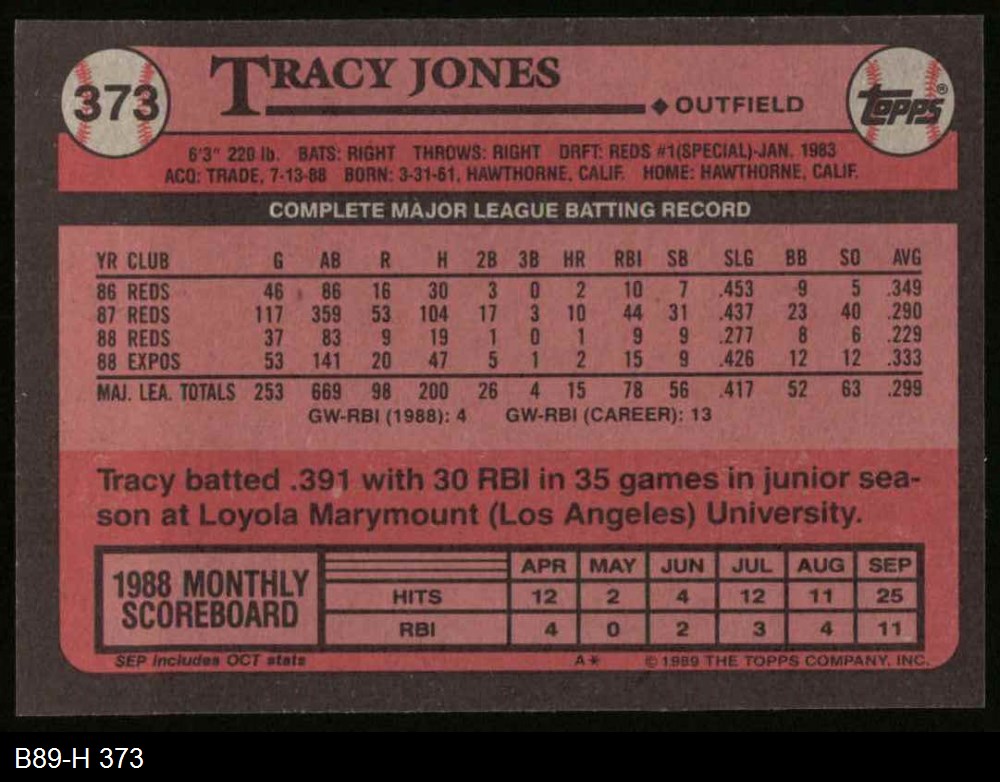 373
TRACY JONES
◆ OUTFIELD
TOPPS®
6'3" 220 lb. BATS: RIGHT THROWS: RIGHT DRFT: REDS #1(SPECIAL)-JAN. 1983
ACQ: TRADE, 7-13-88 BORN: 3-31-61, HAWTHORNE, CALIF. HOME: HAWTHORNE, CALIF.
COMPLETE MAJOR LEAGUE BATTING RECORD
YR CLUB G AB R H 2B 3B HR RBI SB SLG BB SO AVG
86 REDS 46 86 16 30 3 0 2 10 7 .453 9 5 .349
87 REDS 117 359 53 104 17 3 10 44 31 .437 23 40 .290
88 REDS 37 83 9 19 1 0 1 9 9 .277 8 6 .229
88 EXPOS 53 141 20 47 5 1 2 15 9 .426 12 12 .333
MAJ. LEA. TOTALS 253 669 98 200 26 4 15 78 56 .417 52 63 .299
GW-RBI (1988): 4 GW-RBI (CAREER): 13
Tracy batted .391 with 30 RBI in 35 games in junior sea-
son at Loyola Marymount (Los Angeles) University.
1988 MONTHLY
SCOREBOARD
APR MAY JUN JUL AUG SEP
HITS 12 2 4 12 11 25
RBI 4 0 2 3 4 11
SEP includes OCT stats A* © 1989 THE TOPPS COMPANY, INC.
B89-H 373